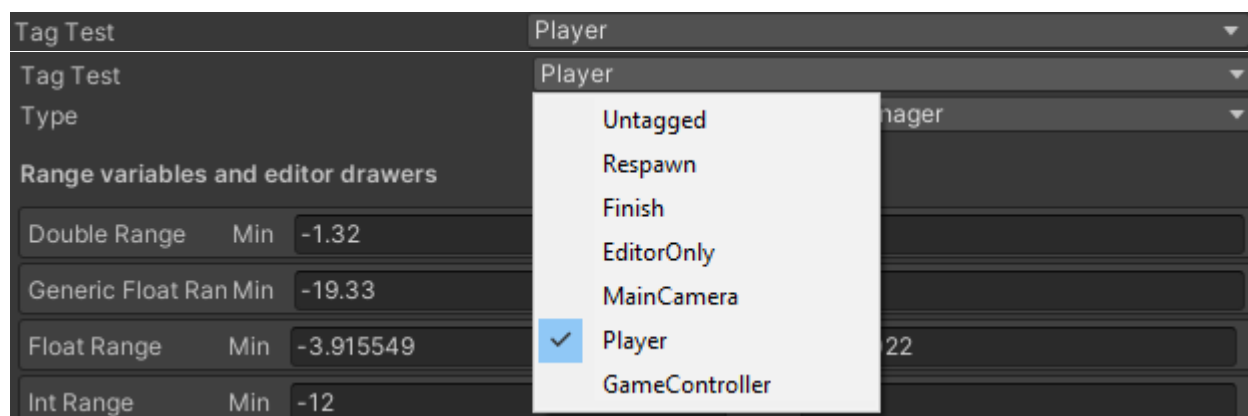 Tag Test Player
Tag Test Player
Type nager
Untagged
Respawn
Range variables and editor drawers
Finish
Double Range Min -1.32
EditorOnly
Generic Float Ran Min -19.33
MainCamera
Float Range Min -3.915549 Player 22
GameController
Int Range Min -12